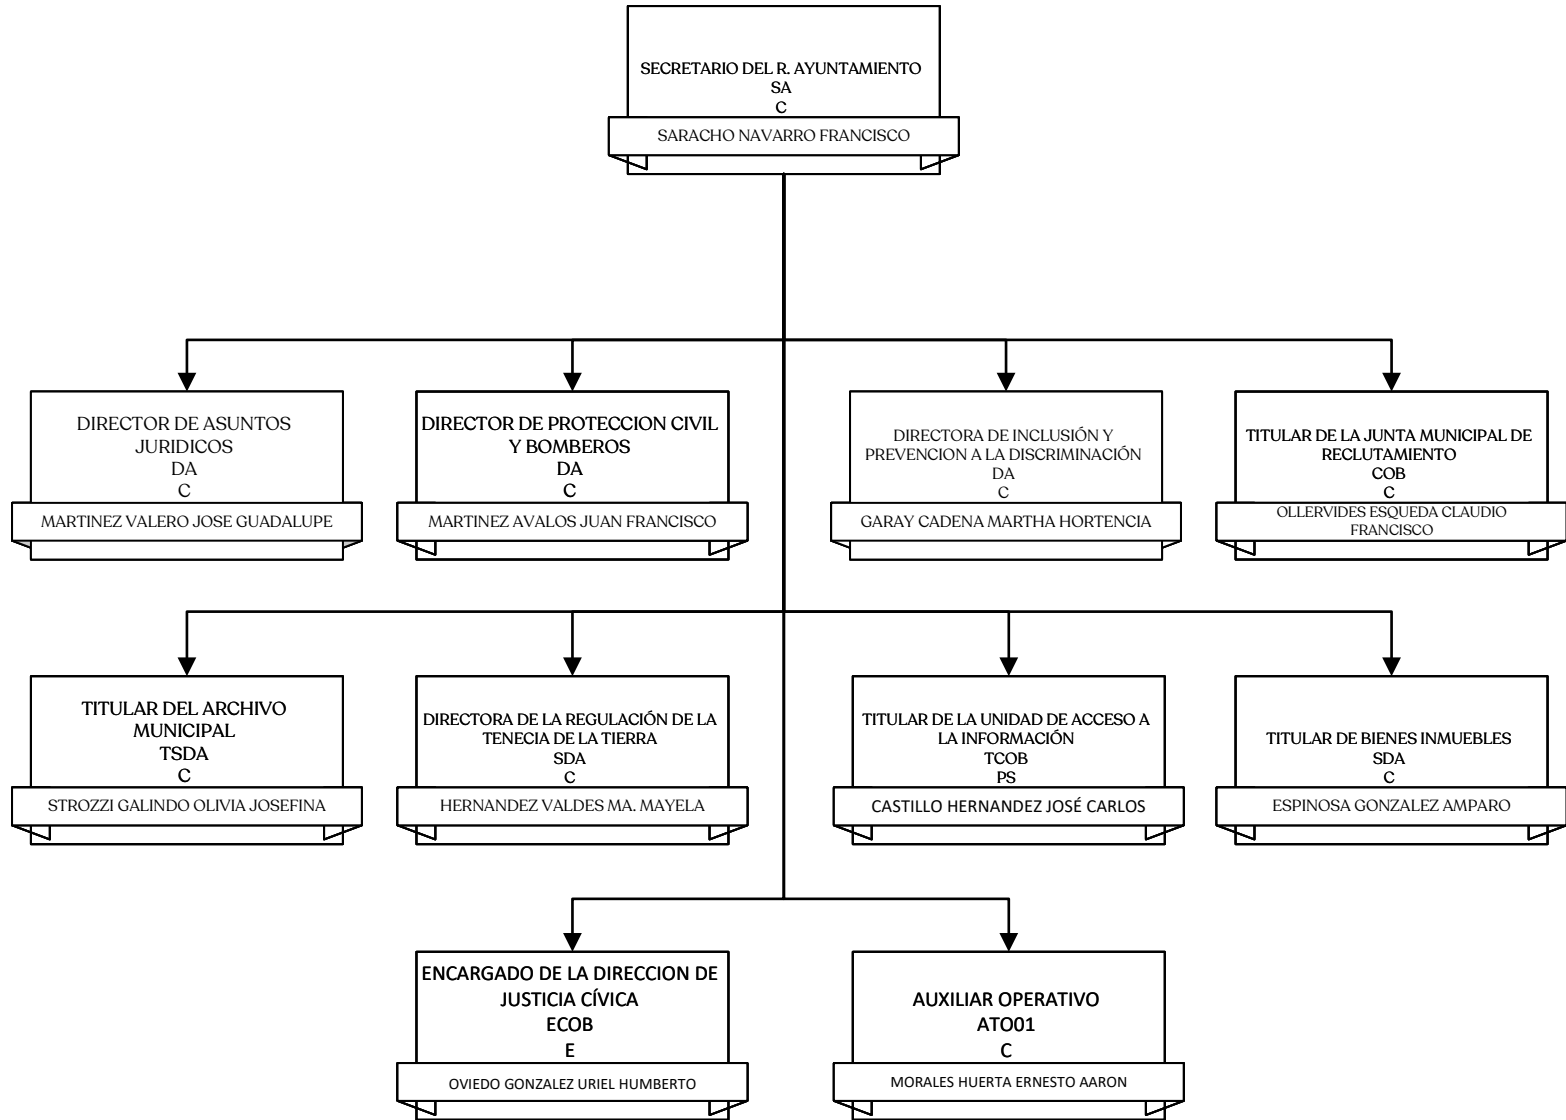 SECRETARIO DEL R. AYUNTAMIENTO
SA
C
SARACHO NAVARRO FRANCISCO
DIRECTOR DE ASUNTOS
JURIDICOS
DA
C
MARTINEZ VALERO JOSE GUADALUPE
DIRECTOR DE PROTECCION CIVIL
Y BOMBEROS
DA
C
MARTINEZ AVALOS JUAN FRANCISCO
DIRECTORA DE INCLUSIÓN Y
PREVENCION A LA DISCRIMINACIÓN
DA
C
GARAY CADENA MARTHA HORTENCIA
TITULAR DE LA JUNTA MUNICIPAL DE
RECLUTAMIENTO
COB
C
OLLERVIDES ESQUEDA CLAUDIO
FRANCISCO
TITULAR DEL ARCHIVO
MUNICIPAL
TSDA
C
STROZZI GALINDO OLIVIA JOSEFINA
DIRECTORA DE LA REGULACIÓN DE LA
TENECIA DE LA TIERRA
SDA
C
HERNANDEZ VALDES MA. MAYELA
TITULAR DE LA UNIDAD DE ACCESO A
LA INFORMACIÓN
TCOB
PS
CASTILLO HERNANDEZ JOSÉ CARLOS
TITULAR DE BIENES INMUEBLES
SDA
C
ESPINOSA GONZALEZ AMPARO
ENCARGADO DE LA DIRECCION DE
JUSTICIA CÍVICA
ECOB
E
OVIEDO GONZALEZ URIEL HUMBERTO
AUXILIAR OPERATIVO
ATO01
C
MORALES HUERTA ERNESTO AARON